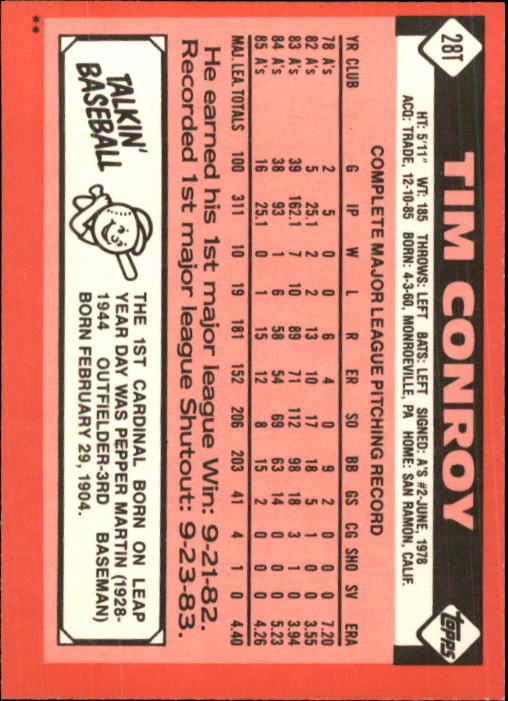 28T
TIM CONROY
Topps
HT: 5'11" WT: 185 THROWS: LEFT BATS: LEFT SIGNED: A'S #2-JUNE, 1978
ACQ: TRADE, 12-10-85 BORN: 4-3-60, MONROEVILLE, PA HOME: SAN RAMON, CALIF.
COMPLETE MAJOR LEAGUE PITCHING RECORD
YR CLUB G IP W L R ER SO BB GS CG SHO SV ERA
78 A's 2 5 0 0 6 4 0 9 2 0 0 0 7.20
82 A's 5 25.1 2 2 13 10 17 18 5 1 0 0 3.55
83 A's 39 162.1 7 10 89 71 112 98 18 3 1 0 3.94
84 A's 38 93 1 6 58 54 69 63 14 0 0 0 5.23
85 A's 16 25.1 0 1 15 12 8 15 2 0 0 0 4.26
MAJ. LEA. TOTALS 100 311 10 19 181 152 206 203 41 4 1 0 4.40
He earned his 1st major league Win: 9-21-82.
Recorded 1st major league Shutout: 9-23-83.
TALKIN'
BASEBALL
THE 1ST CARDINAL BORN ON LEAP
YEAR DAY WAS PEPPER MARTIN (1928-
1944 OUTFIELDER-3RD BASEMAN)
BORN FEBRUARY 29, 1904.
**